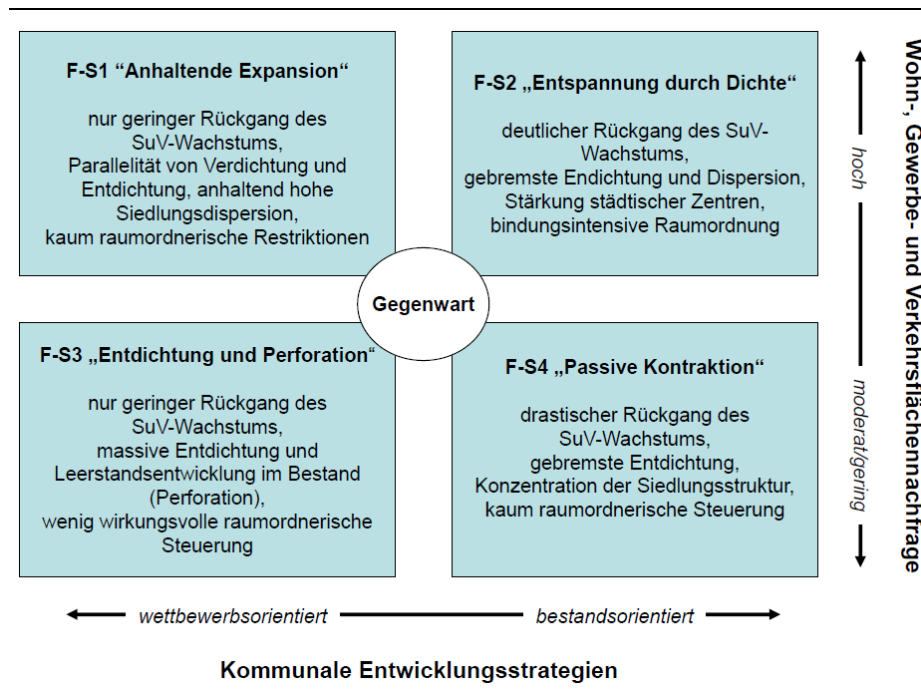 F-S1 “Anhaltende Expansion“
nur geringer Rückgang des
SuV-Wachstums,
Parallelität von Verdichtung und
Entdichtung, anhaltend hohe
Siedlungsdispersion,
kaum raumordnerische Restriktionen
F-S2 „Entspannung durch Dichte“
deutlicher Rückgang des SuV-
Wachstums,
gebremste Endichtung und Dispersion,
Stärkung städtischer Zentren,
bindungsintensive Raumordnung
Gegenwart
F-S3 „Entdichtung und Perforation“
nur geringer Rückgang des
SuV-Wachstums,
massive Entdichtung und
Leerstandsentwicklung im Bestand
(Perforation),
wenig wirkungsvolle raumordnerische
Steuerung
F-S4 „Passive Kontraktion“
drastischer Rückgang des
SuV-Wachstums,
gebremste Entdichtung,
Konzentration der Siedlungsstruktur,
kaum raumordnerische Steuerung
hoch
moderat/gering
Wohn-, Gewerbe- und Verkehrsflächennachfrage
wettbewerbsorientiert
bestandsorientiert
Kommunale Entwicklungsstrategien